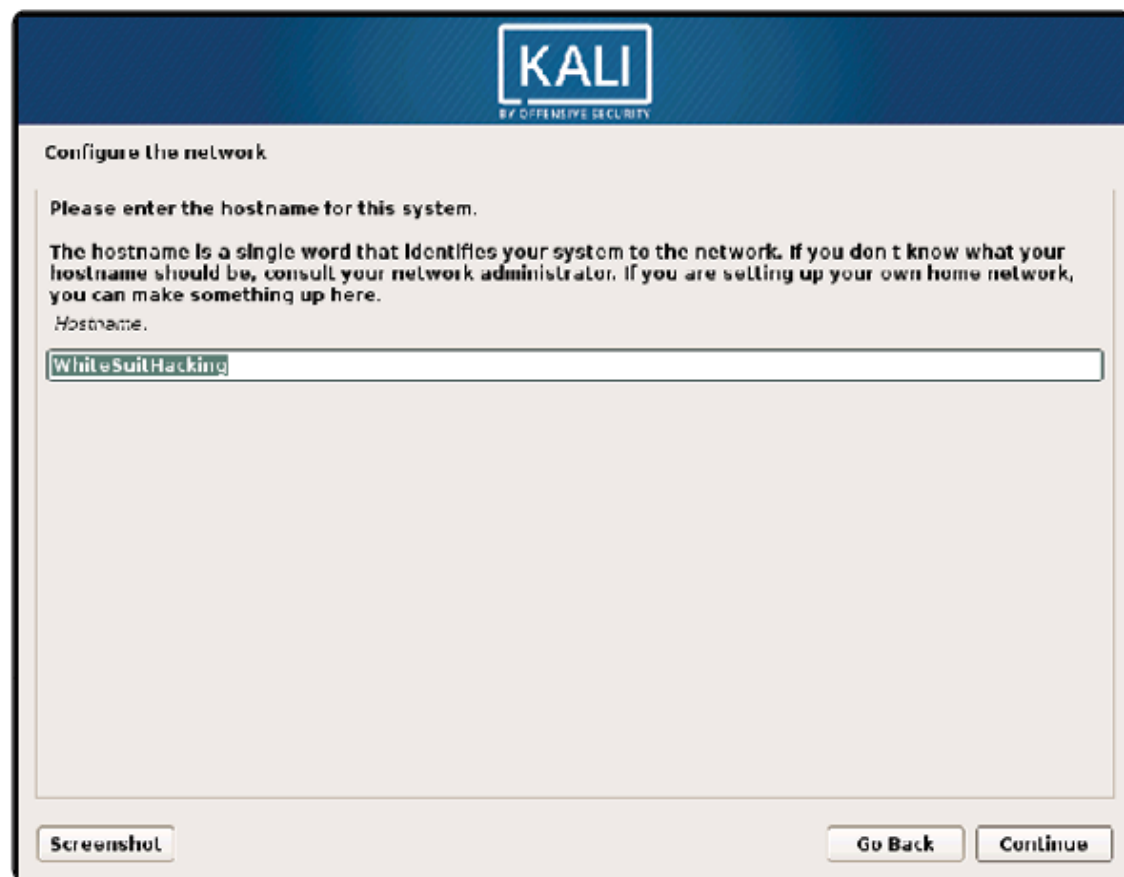 KALI
BY OFFENSIVE SECURITY
Configure the network
Please enter the hostname for this system.
The hostname is a single word that identifies your system to the network. If you don't know what your
hostname should be, consult your network administrator. If you are setting up your own home network,
you can make something up here.
Hostname:
WhiteSuitHacking
Screenshot
Go Back
Continue